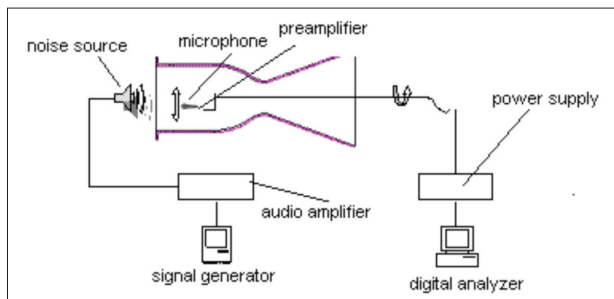 preamplifier
microphone
noise source
power supply
audio amplifier
signal generator
digital analyzer